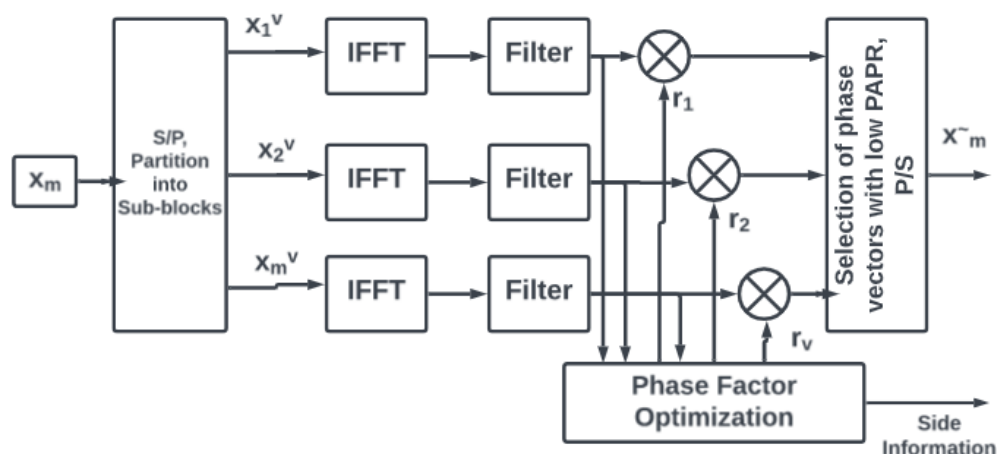 x₁ᵛ
IFFT
Filter
r₁
xₘ
S/P,
Partition
into
Sub-blocks
x₂ᵛ
IFFT
Filter
r₂
xₘᵛ
IFFT
Filter
rᵥ
Selection of phase
vectors with low PAPR,
P/S
x˜ₘ
Phase Factor
Optimization
Side
Information